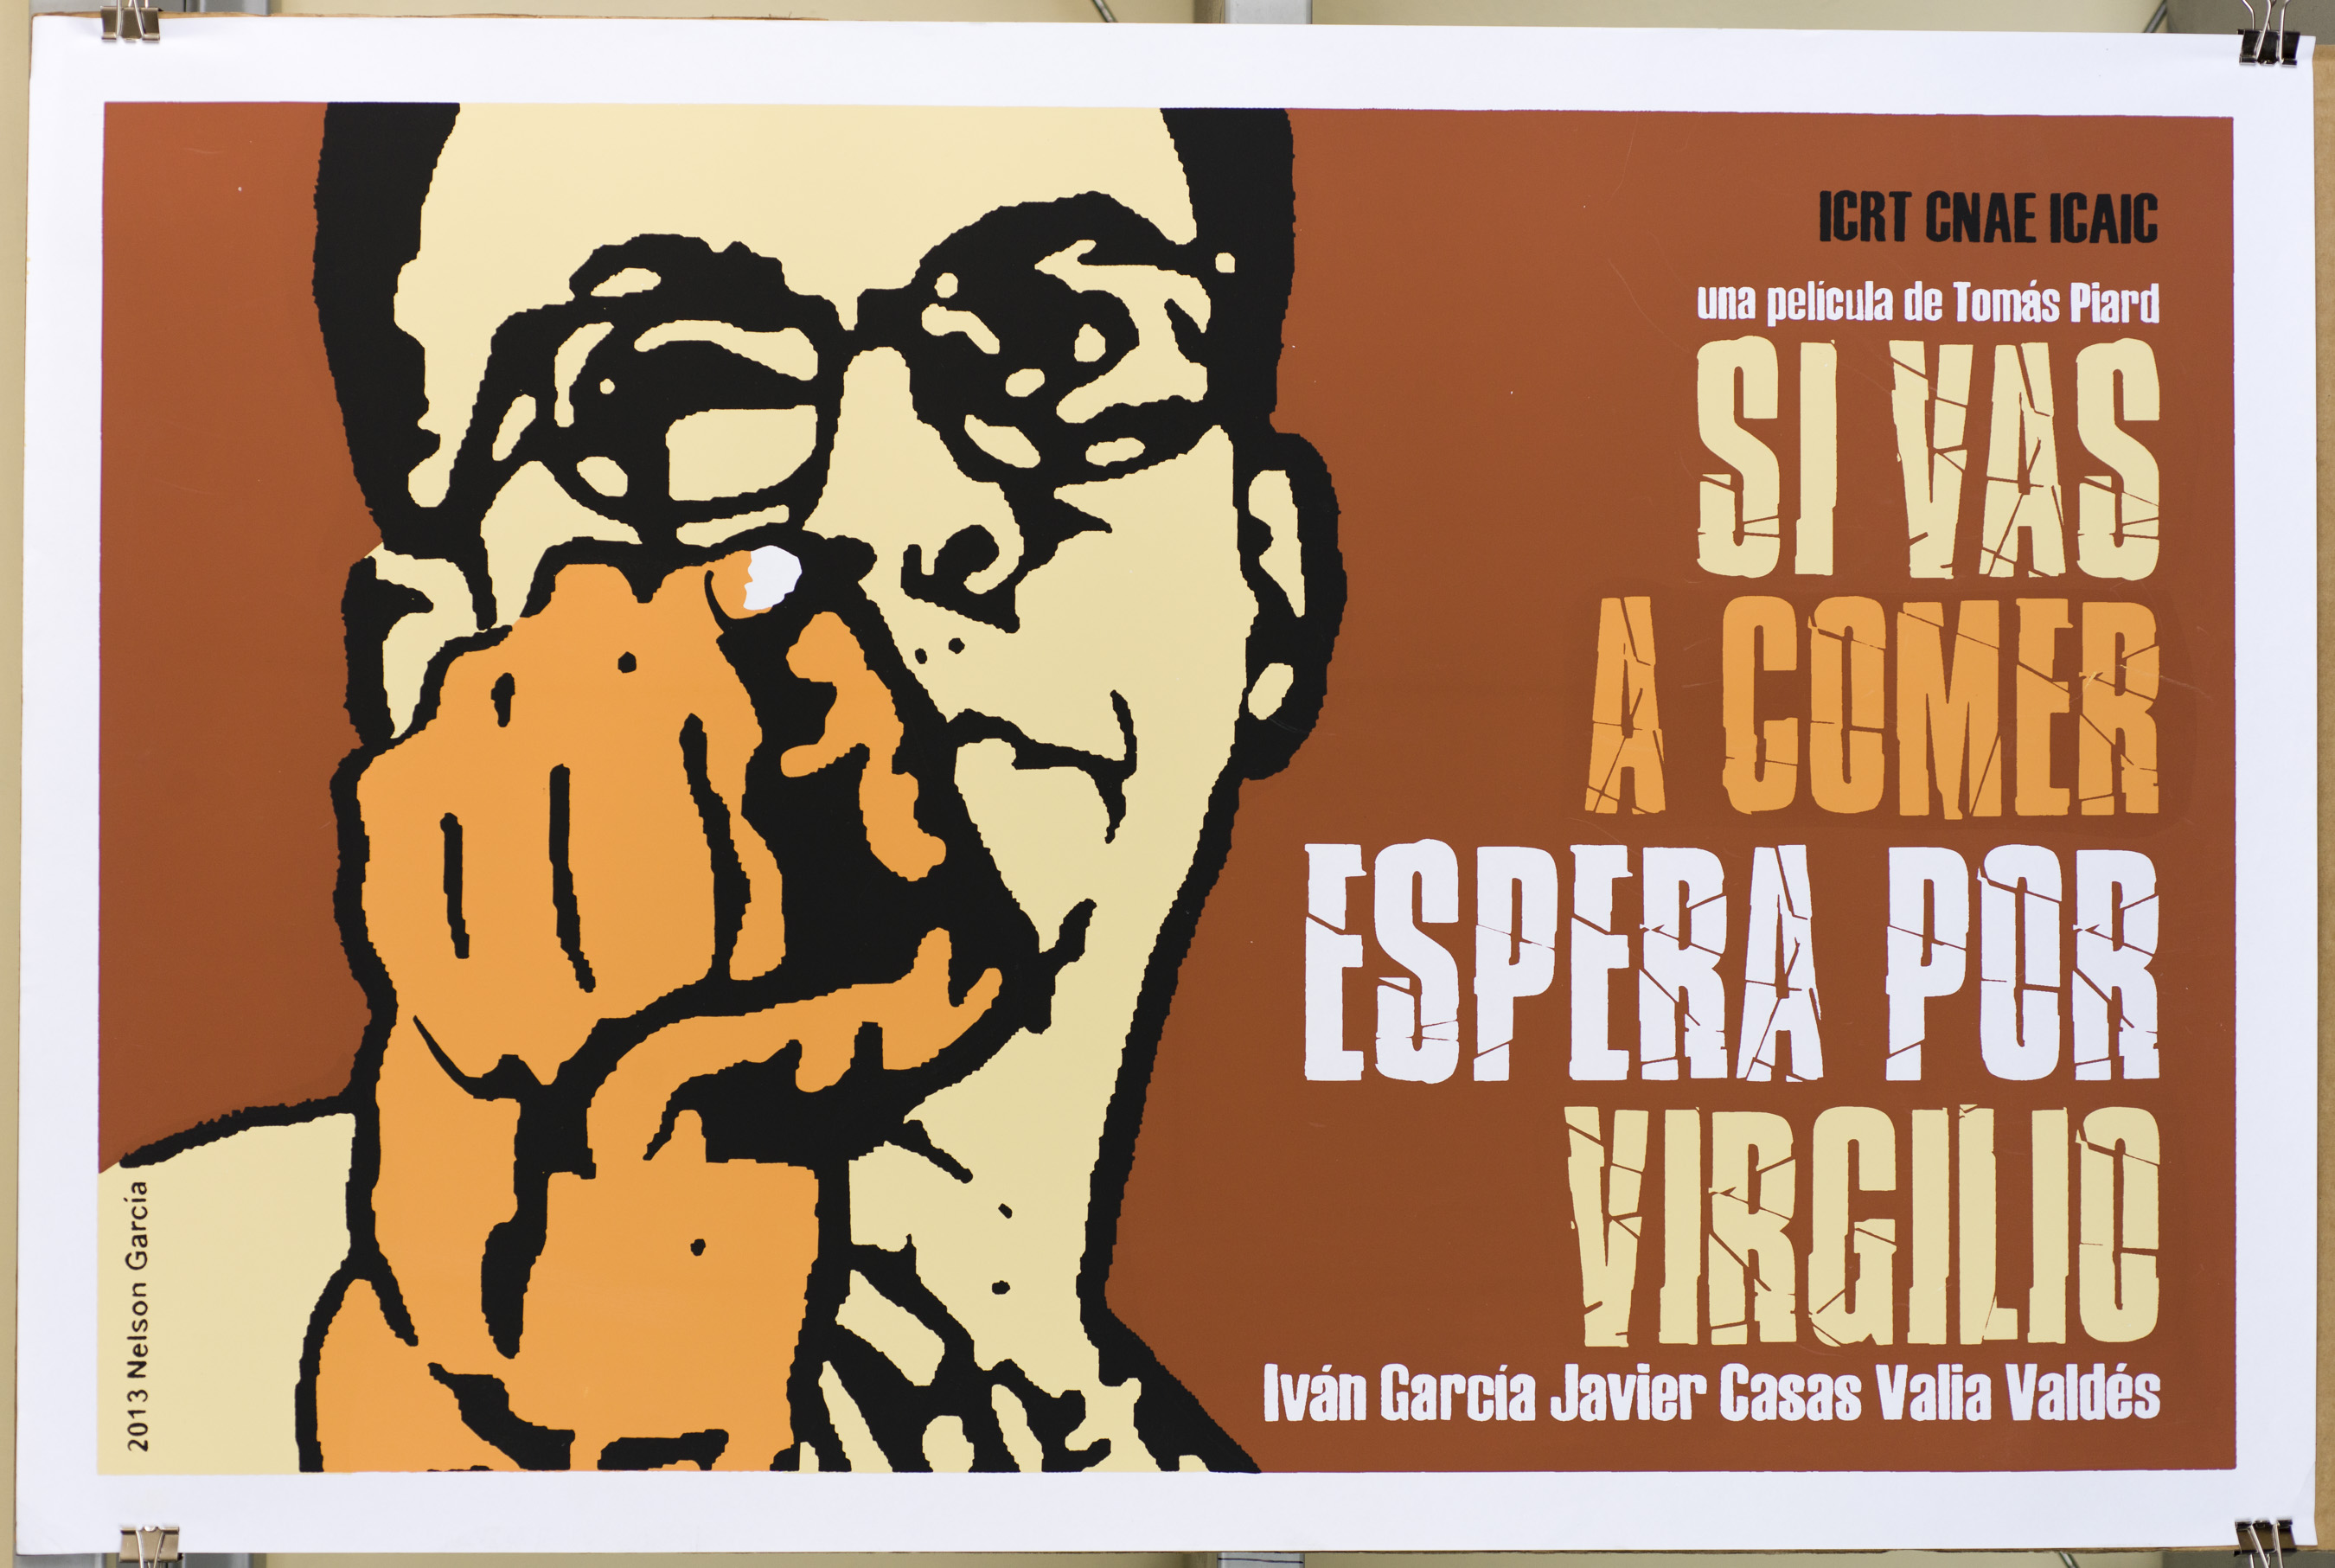 ICRT CNAE ICAIC
una película de Tomás Piard
SI VAS
A COMER
ESPERA POR
VIRGILIO
Iván García Javier Casas Valia Valdés
2013 Nelson García